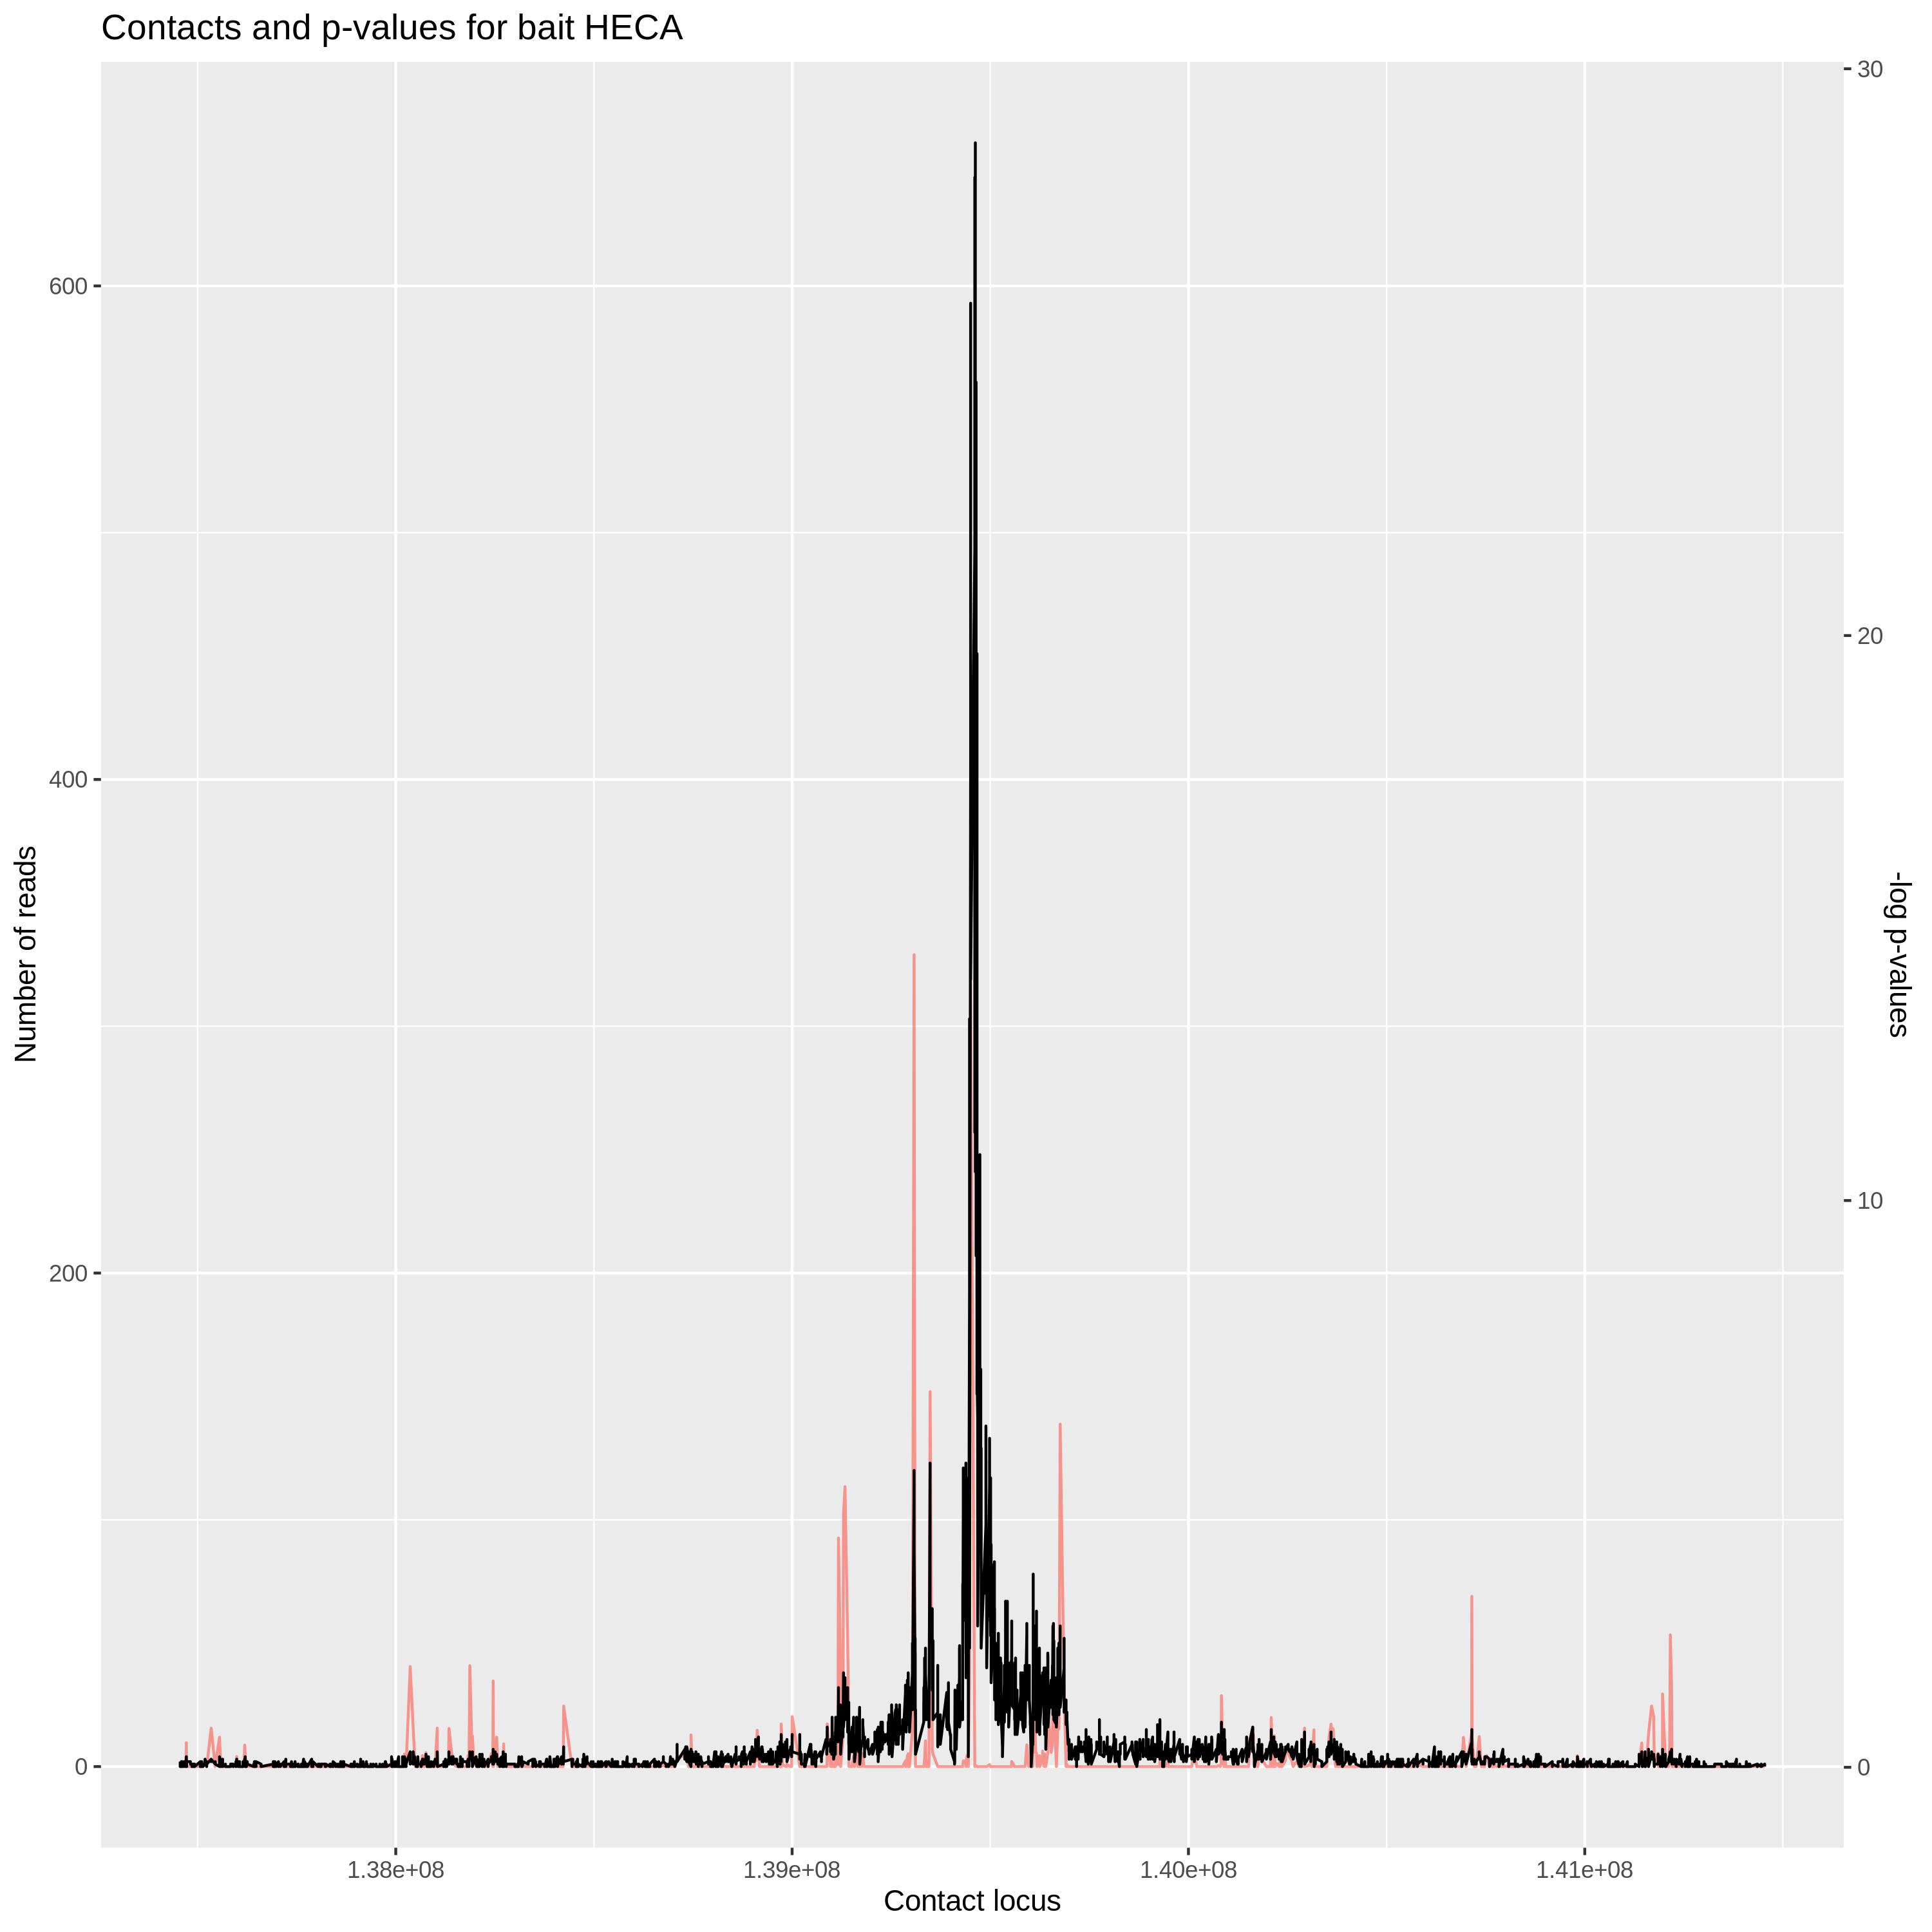 Contacts and p-values for bait HECA
30
600
20
400
Number of reads
-log p-values
10
200
0
0
1.38e+08
1.39e+08
1.40e+08
1.41e+08
Contact locus